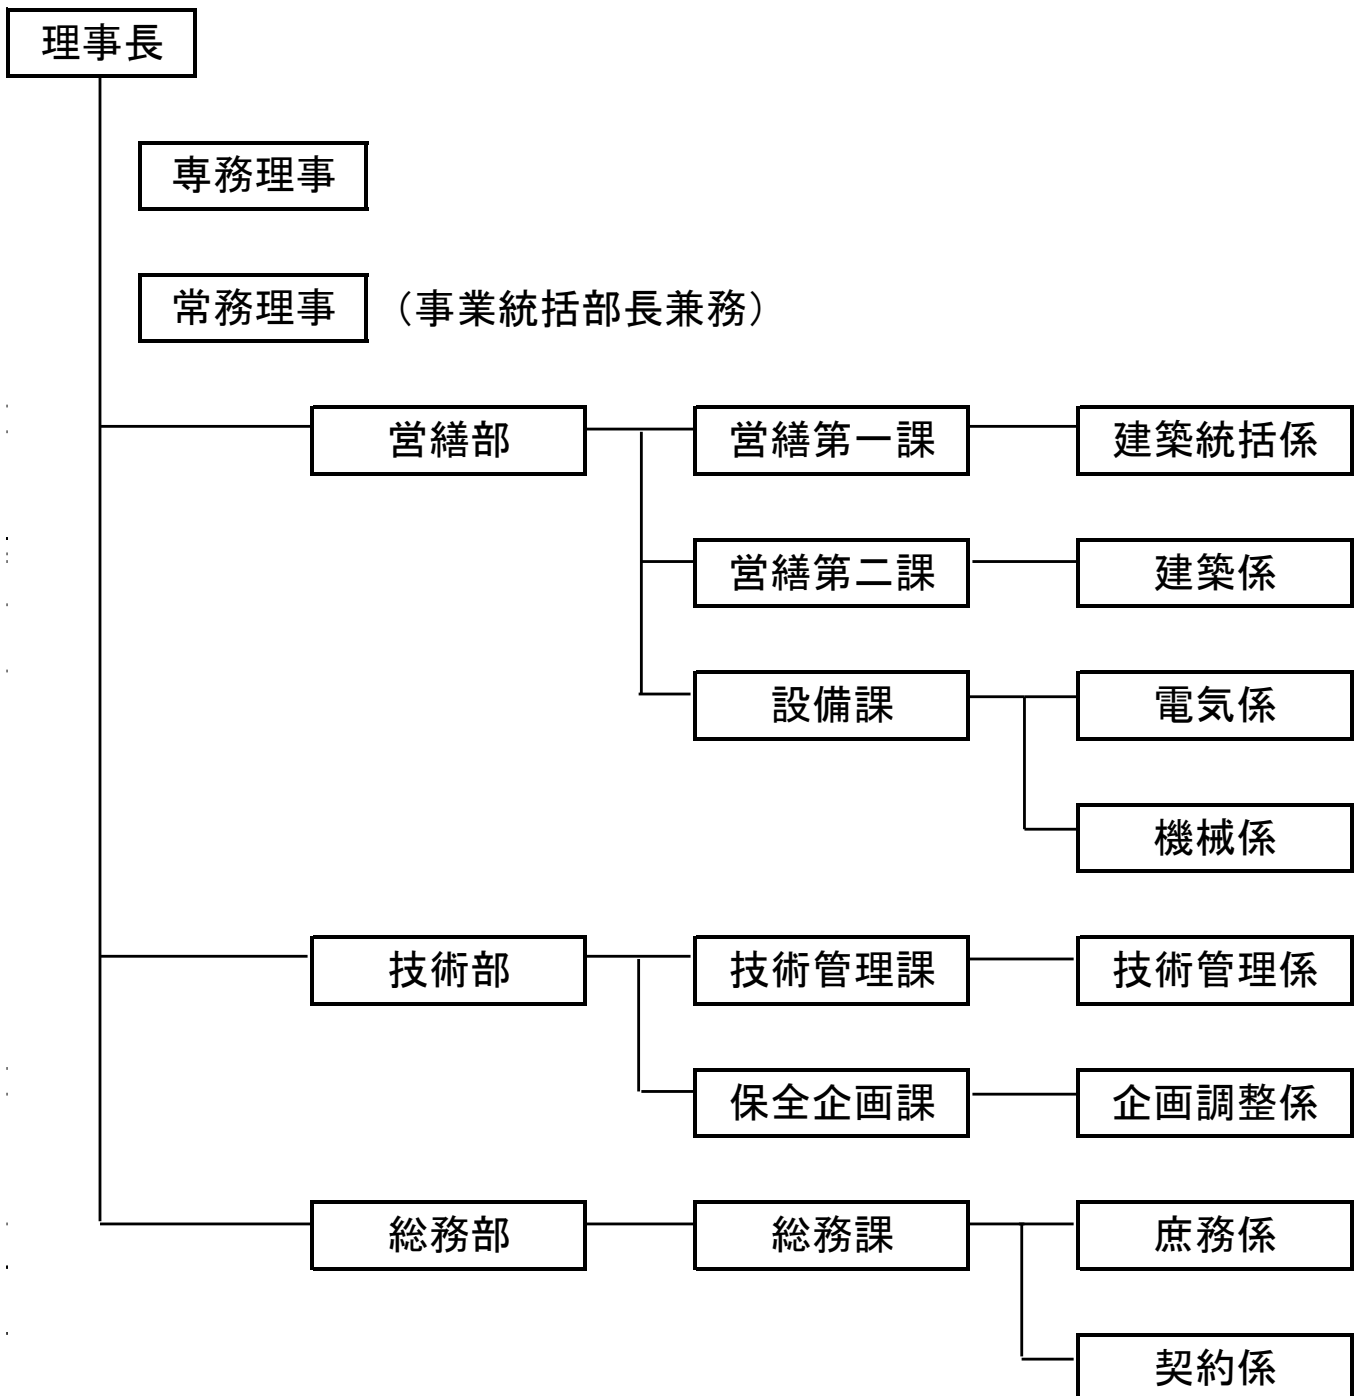 理事長
専務理事
常務理事 （事業統括部長兼務）
営繕部 営繕第一課 建築統括係
営繕第二課 建築係
設備課 電気係
機械係
技術部 技術管理課 技術管理係
保全企画課 企画調整係
総務部 総務課 庶務係
契約係